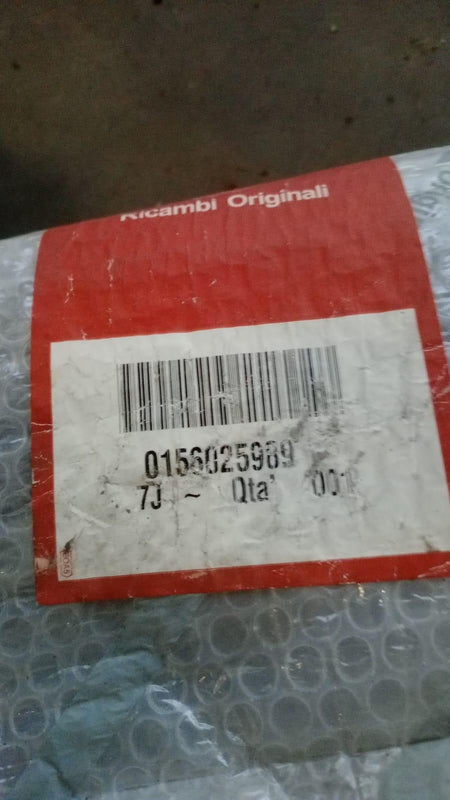 Ricambi Originali
0156025989
7J ~ Qta' 001